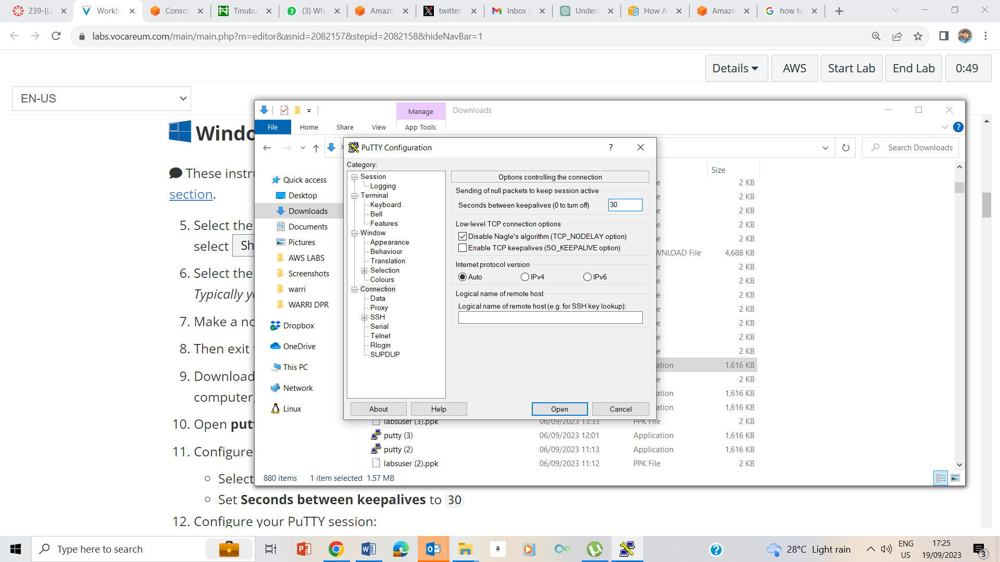 239-[L
Workb
Consol
Tinubu
(3) Wh
Amazo
twitter.
Inbox (
Unders
How A
Amazo
how to
labs.vocareum.com/main/main.php?m=editor&asnid=2082157&stepid=2082158&hideNavBar=1
Details
AWS
Start Lab
End Lab
0:49
EN-US
Manage
Downloads
File
Home
Share
View
App Tools
Windo
Search Downloads
PuTTY Configuration
?
Category:
Session
Logging
Terminal
Keyboard
Bell
Features
Window
Appearance
Behaviour
Translation
Selection
Colours
Connection
Data
Proxy
SSH
Serial
Telnet
Rlogin
SUPDUP
Options controlling the connection
Sending of null packets to keep session active
Seconds between keepalives (0 to turn off)
30
Low-level TCP connection options
Disable Nagle's algorithm (TCP_NODELAY option)
Enable TCP keepalives (SO_KEEPALIVE option)
Internet protocol version
Auto
IPv4
IPv6
Logical name of remote host
Logical name of remote host (e.g. for SSH key lookup):
About
Help
Open
Cancel
Quick access
Desktop
Downloads
Documents
Pictures
AWS LABS
Screenshots
warri
WARRI DPR
Dropbox
OneDrive
This PC
Network
Linux
Size
e 2 KB
e 2 KB
e 2 KB
e 2 KB
e 2 KB
WNLOAD File 4,688 KB
e 2 KB
e 2 KB
e 2 KB
e 2 KB
e 2 KB
e 2 KB
e 2 KB
ation 1,616 KB
e 2 KB
ation 1,616 KB
ation 1,616 KB
labsuser (3).ppk 06/09/2023 13:33 PPK File 2 KB
putty (3) 06/09/2023 12:01 Application 1,616 KB
putty (2) 06/09/2023 11:13 Application 1,616 KB
labsuser (2).ppk 06/09/2023 11:12 PPK File 2 KB
880 items 1 item selected 1.57 MB
These instru
section.
5. Select the
select Sh
6. Select the
Typically yo
7. Make a no
8. Then exit
9. Download
computer,
10. Open putt
11. Configure
Select
Set Seconds between keepalives to 30
12. Configure your PuTTY session:
Type here to search
28°C Light rain
ENG
US
17:25
19/09/2023
3